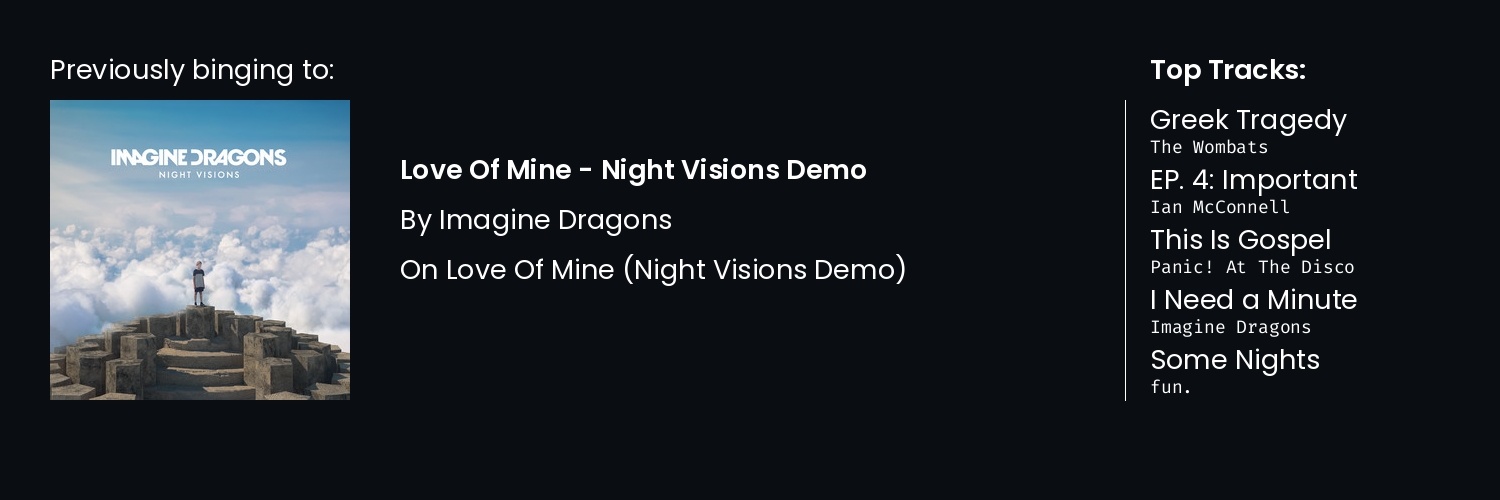 Previously binging to:
IMAGINE DRAGONS
NIGHT VISIONS
Love Of Mine - Night Visions Demo
By Imagine Dragons
On Love Of Mine (Night Visions Demo)
Top Tracks:
Greek Tragedy
The Wombats
EP. 4: Important
Ian McConnell
This Is Gospel
Panic! At The Disco
I Need a Minute
Imagine Dragons
Some Nights
fun.